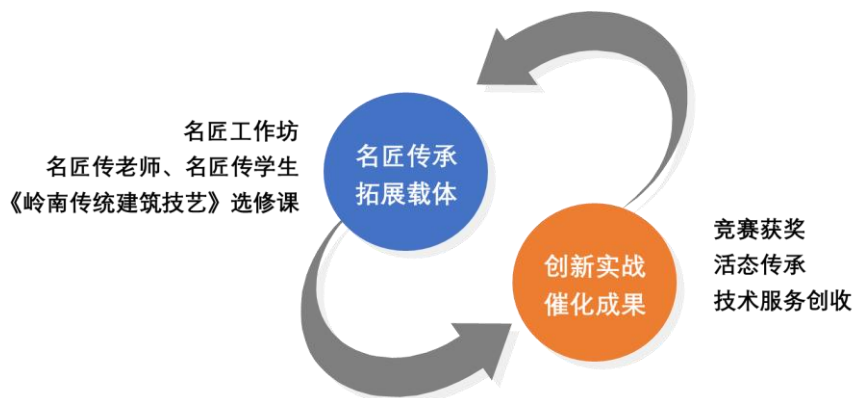 名匠工作坊
名匠传老师、名匠传学生
《岭南传统建筑技艺》选修课
名匠传承
拓展载体
创新实战
催化成果
竞赛获奖
活态传承
技术服务创收